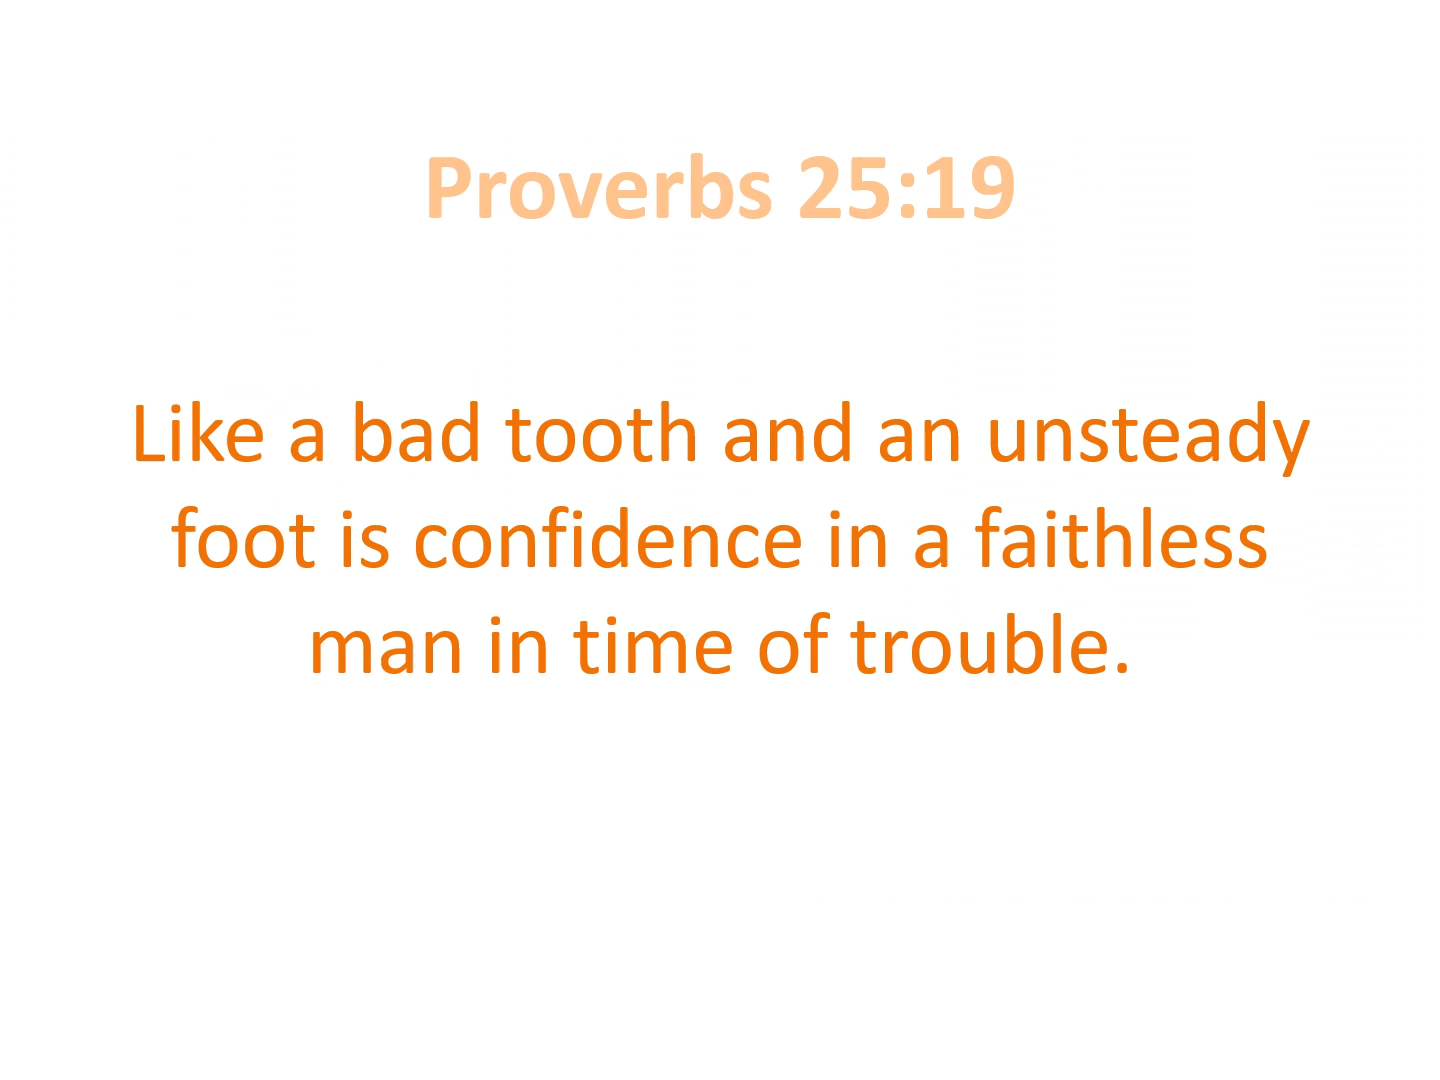 Proverbs 25:19
Like a bad tooth and an unsteady
foot is confidence in a faithless
man in time of trouble.